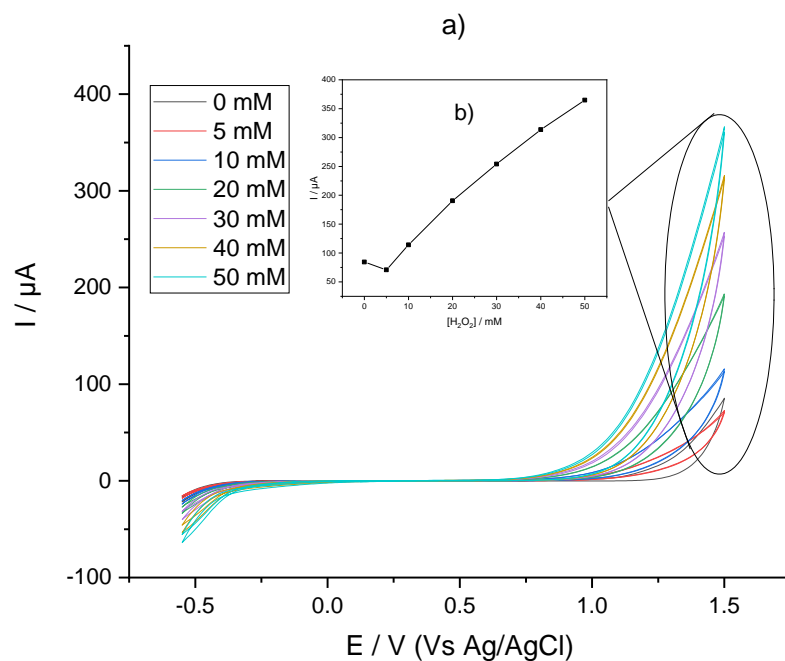 a)
400
300
200
100
0
-100
I / µA
-0.5
0.0
0.5
1.0
1.5
E / V (Vs Ag/AgCl)
0 mM
5 mM
10 mM
20 mM
30 mM
40 mM
50 mM
b)
400
350
300
250
200
150
100
50
I / µA
0
10
20
30
40
50
[H₂O₂] / mM